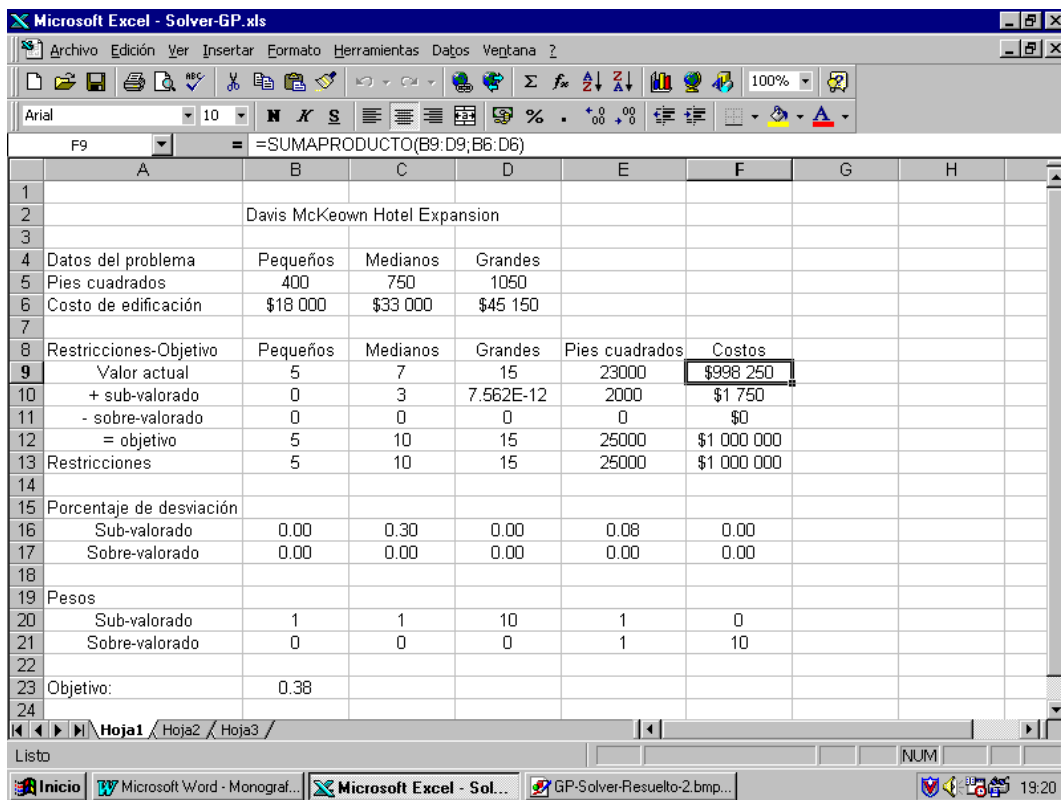 Microsoft Excel - Solver-GP.xls
Archivo Edición Ver Insertar Formato Herramientas Datos Ventana ?
100%
Arial 10 N K S
F9 = =SUMAPRODUCTO(B9:D9;B6:D6)
A B C D E F G H
1
2 Davis McKeown Hotel Expansion
3
4 Datos del problema Pequeños Medianos Grandes
5 Pies cuadrados 400 750 1050
6 Costo de edificación $18 000 $33 000 $45 150
7
8 Restricciones-Objetivo Pequeños Medianos Grandes Pies cuadrados Costos
9 Valor actual 5 7 15 23000 $998 250
10 + sub-valorado 0 3 7.562E-12 2000 $1 750
11 - sobre-valorado 0 0 0 0 $0
12 = objetivo 5 10 15 25000 $1 000 000
13 Restricciones 5 10 15 25000 $1 000 000
14
15 Porcentaje de desviación
16 Sub-valorado 0.00 0.30 0.00 0.08 0.00
17 Sobre-valorado 0.00 0.00 0.00 0.00 0.00
18
19 Pesos
20 Sub-valorado 1 1 10 1 0
21 Sobre-valorado 0 0 0 1 10
22
23 Objetivo: 0.38
24
Hoja1 Hoja2 Hoja3
Listo NUM
Inicio Microsoft Word - Monograf... Microsoft Excel - Sol... GP-Solver-Resuelto-2.bmp... 19:20